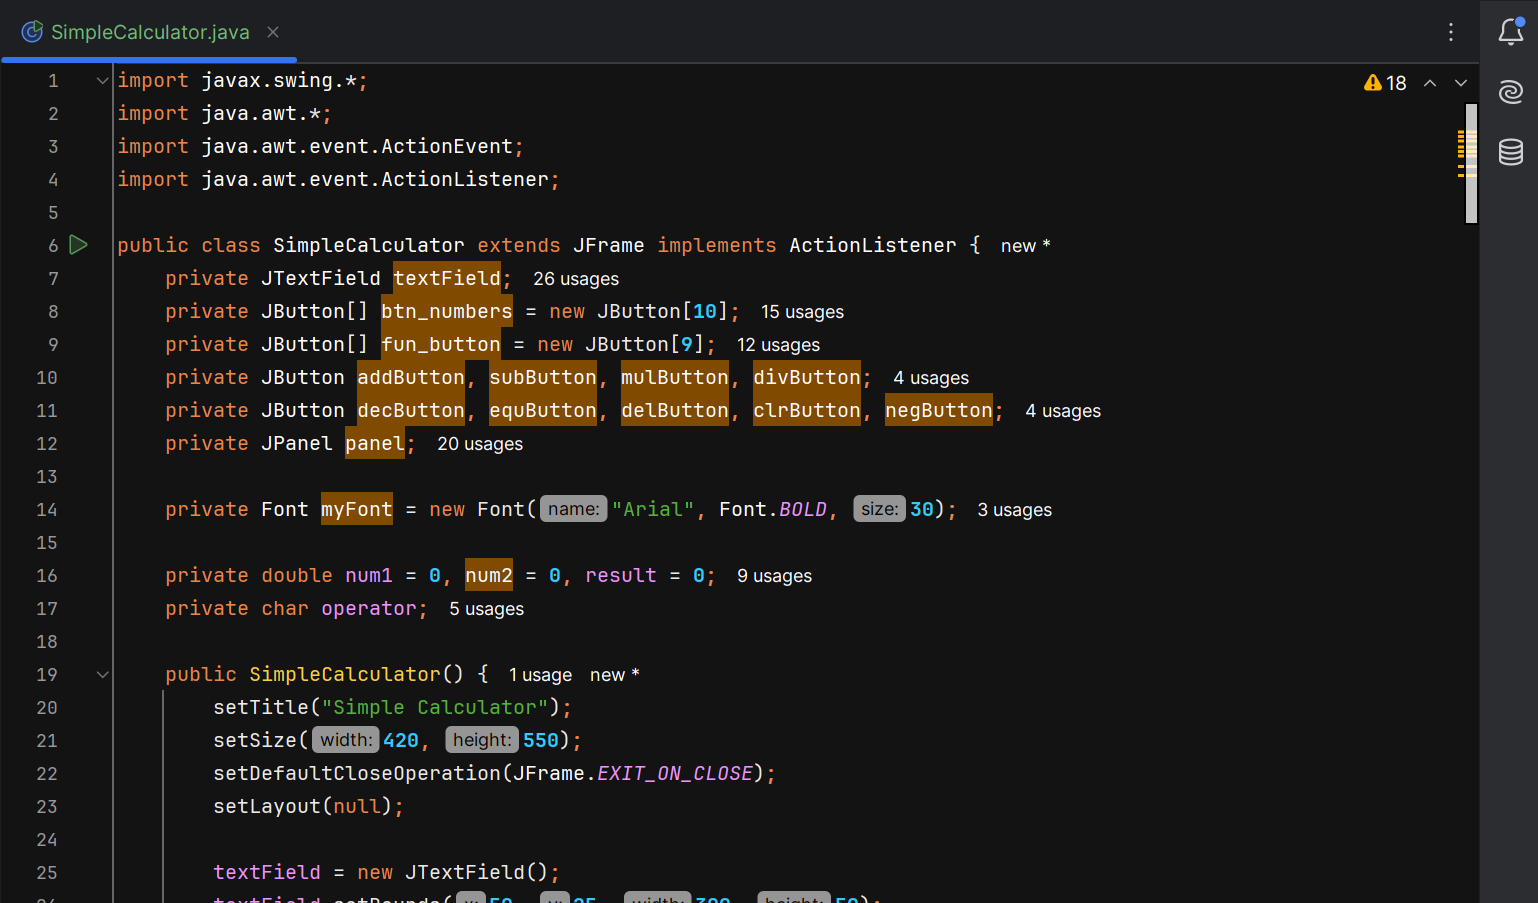 SimpleCalculator.java
18
1 import javax.swing.*;
2 import java.awt.*;
3 import java.awt.event.ActionEvent;
4 import java.awt.event.ActionListener;
5
6 public class SimpleCalculator extends JFrame implements ActionListener { new *
7 private JTextField textField; 26 usages
8 private JButton[] btn_numbers = new JButton[10]; 15 usages
9 private JButton[] fun_button = new JButton[9]; 12 usages
10 private JButton addButton, subButton, mulButton, divButton; 4 usages
11 private JButton decButton, equButton, delButton, clrButton, negButton; 4 usages
12 private JPanel panel; 20 usages
13
14 private Font myFont = new Font( name: "Arial", Font.BOLD, size: 30); 3 usages
15
16 private double num1 = 0, num2 = 0, result = 0; 9 usages
17 private char operator; 5 usages
18
19 public SimpleCalculator() { 1 usage new *
20 setTitle("Simple Calculator");
21 setSize( width: 420, height: 550);
22 setDefaultCloseOperation(JFrame.EXIT_ON_CLOSE);
23 setLayout(null);
24
25 textField = new JTextField();